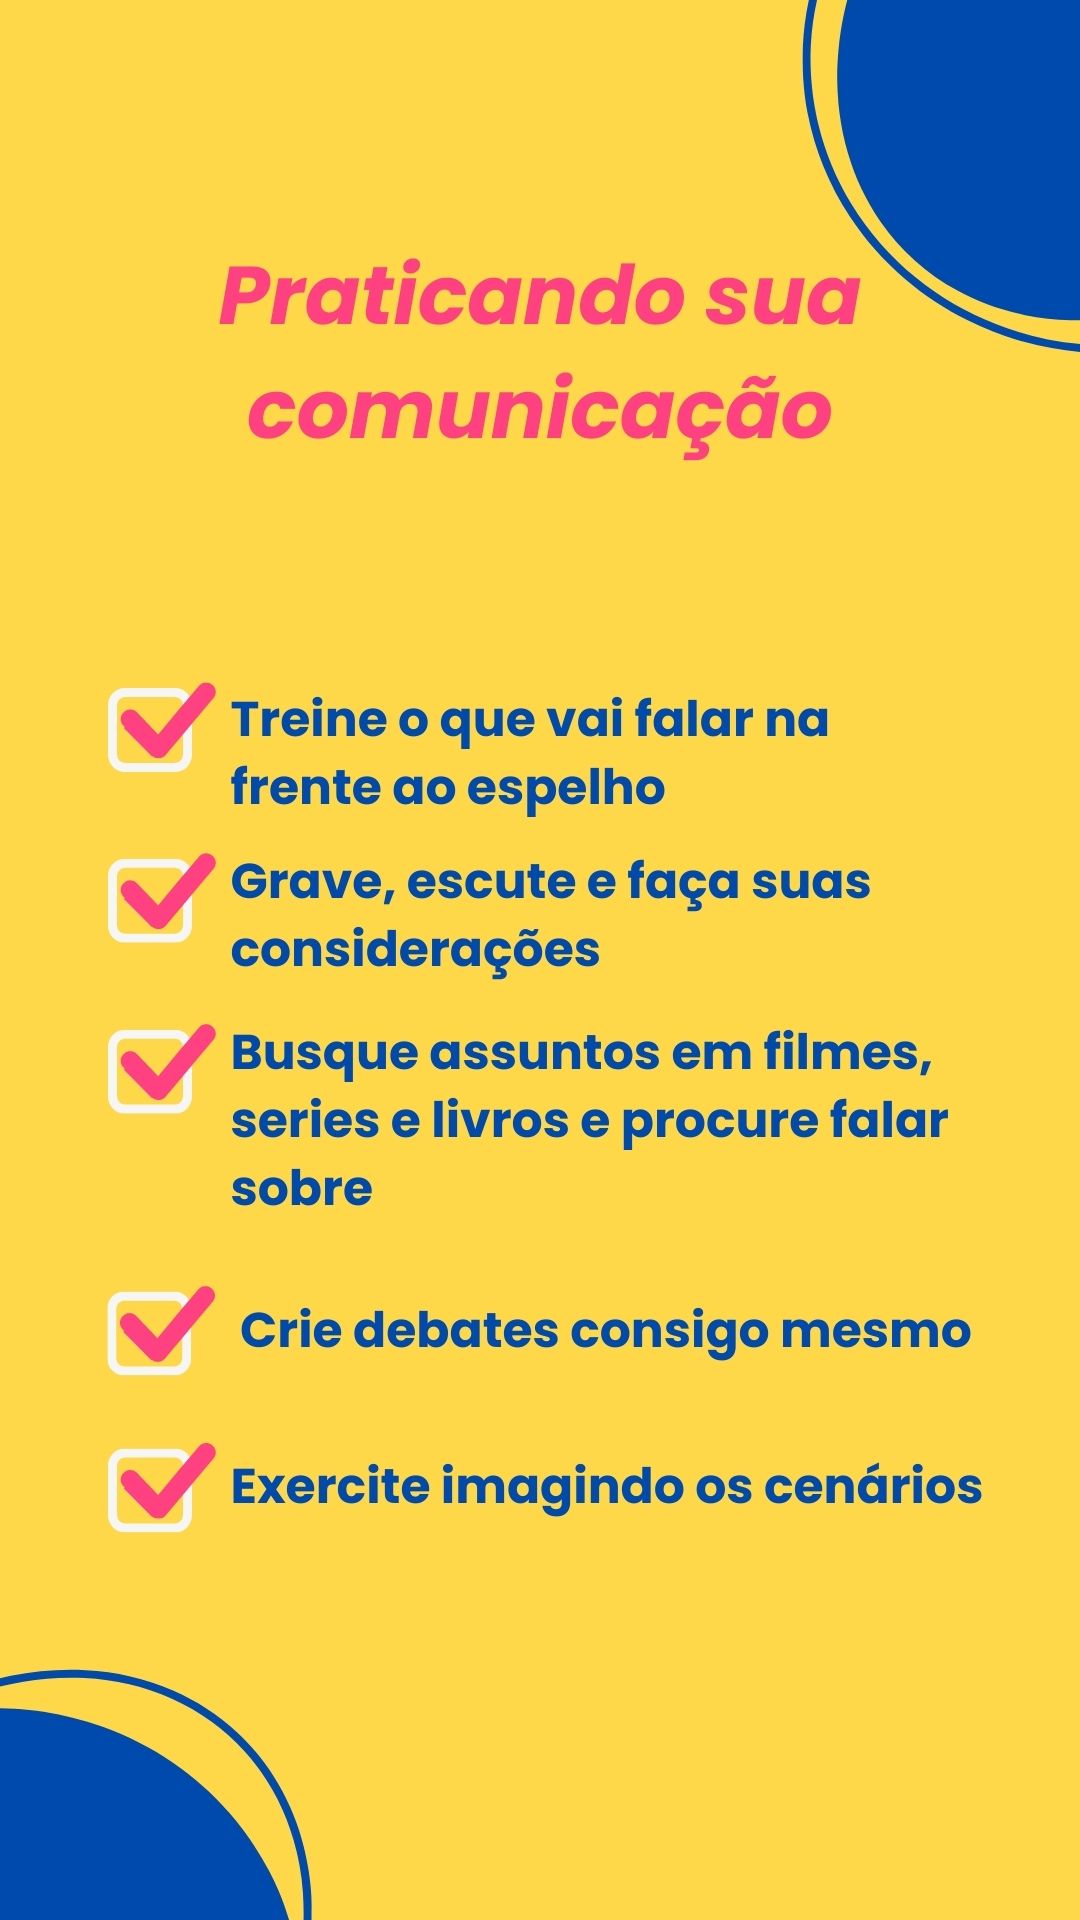 Praticando sua
comunicação
Treine o que vai falar na
frente ao espelho
Grave, escute e faça suas
considerações
Busque assuntos em filmes,
series e livros e procure falar
sobre
Crie debates consigo mesmo
Exercite imagindo os cenários